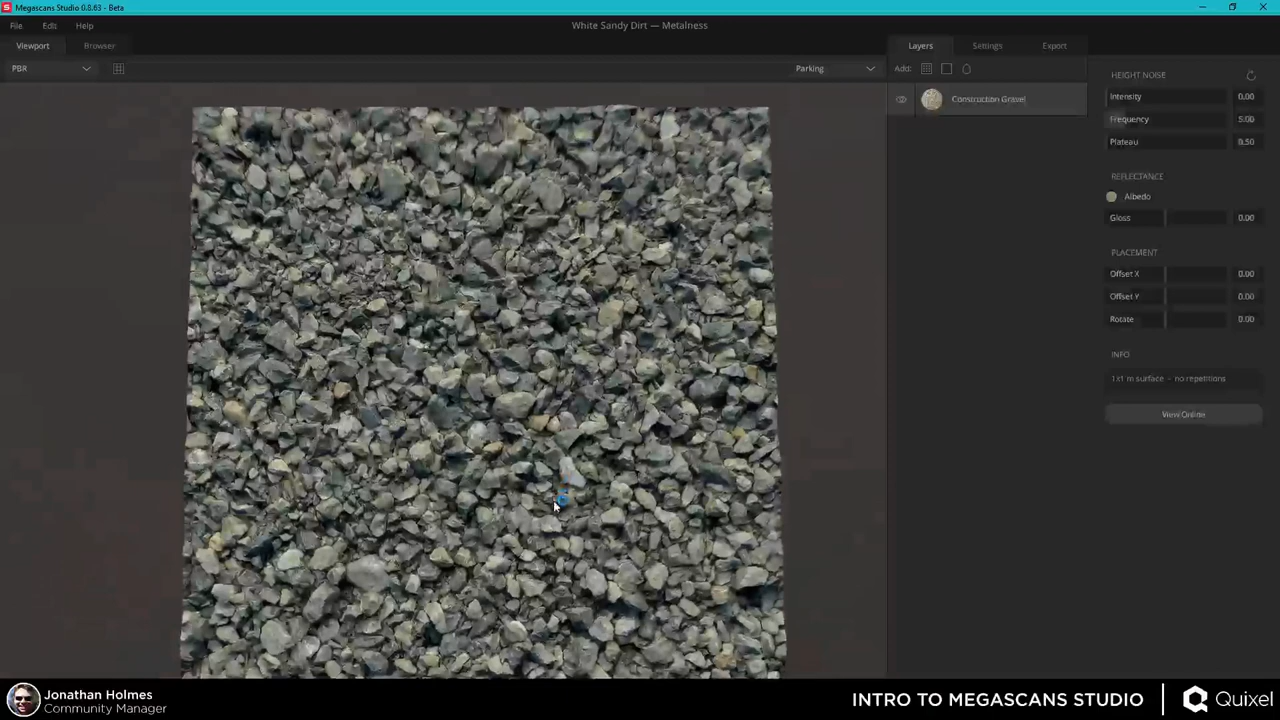 Megascans Studio 0.8.63 - Beta
File Edit Help
White Sandy Dirt — Metalness
Viewport Browser
Layers Settings Export
PBR
Parking
Add:
Construction Gravel
HEIGHT NOISE
Intensity 0.00
Frequency 5.00
Plateau 0.50
REFLECTANCE
Albedo
Gloss 0.00
PLACEMENT
Offset X 0.00
Offset Y 0.00
Rotate 0.00
INFO
1x1 m surface - no repetitions
View Online
Jonathan Holmes
Community Manager
INTRO TO MEGASCANS STUDIO
Quixel